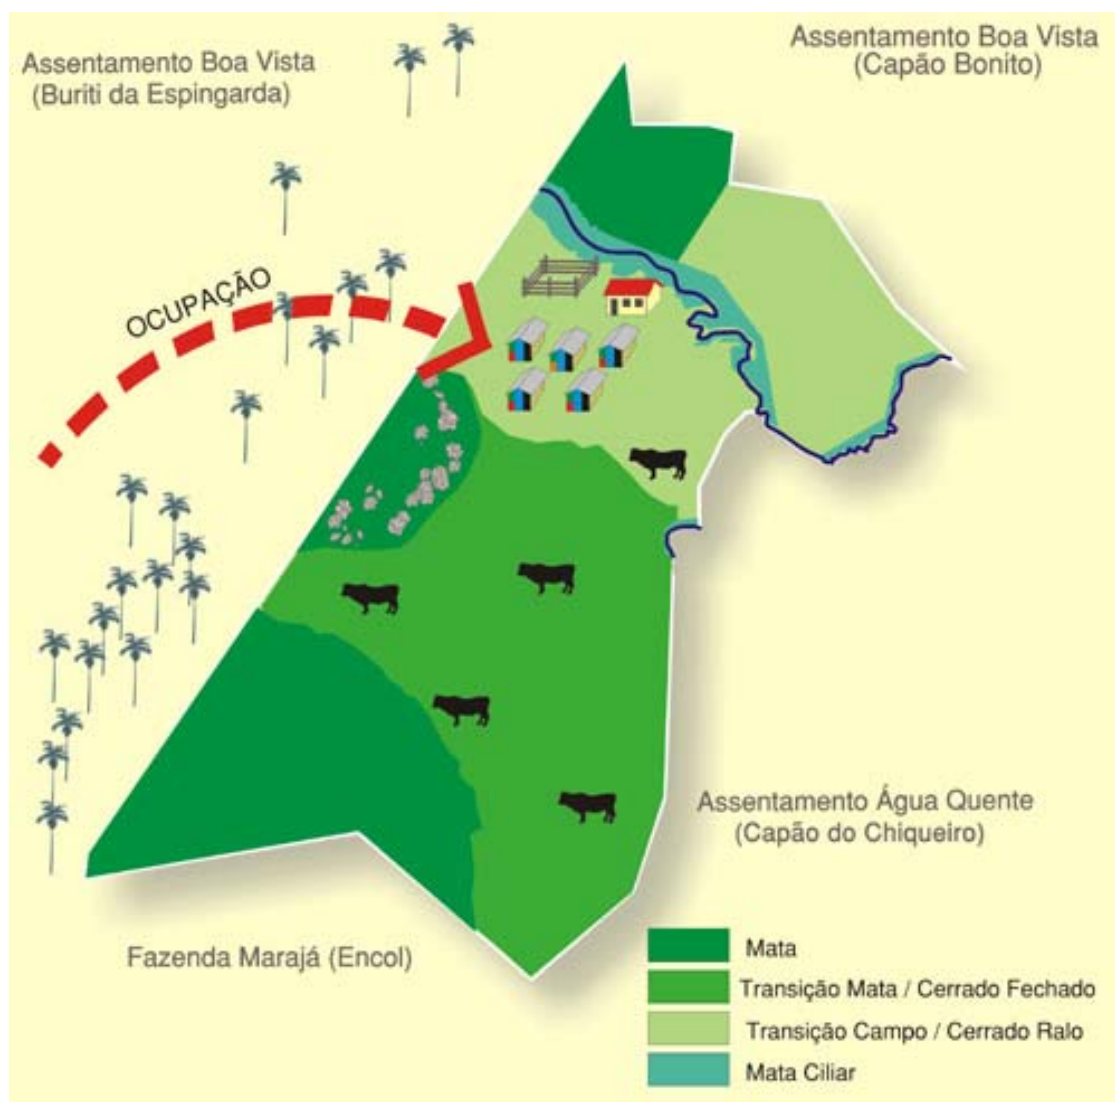 Assentamento Boa Vista
(Buriti da Espingarda)
Assentamento Boa Vista
(Capão Bonito)
OCUPAÇÃO
Assentamento Água Quente
(Capão do Chiqueiro)
Fazenda Marajá (Encol)
Mata
Transição Mata / Cerrado Fechado
Transição Campo / Cerrado Ralo
Mata Ciliar